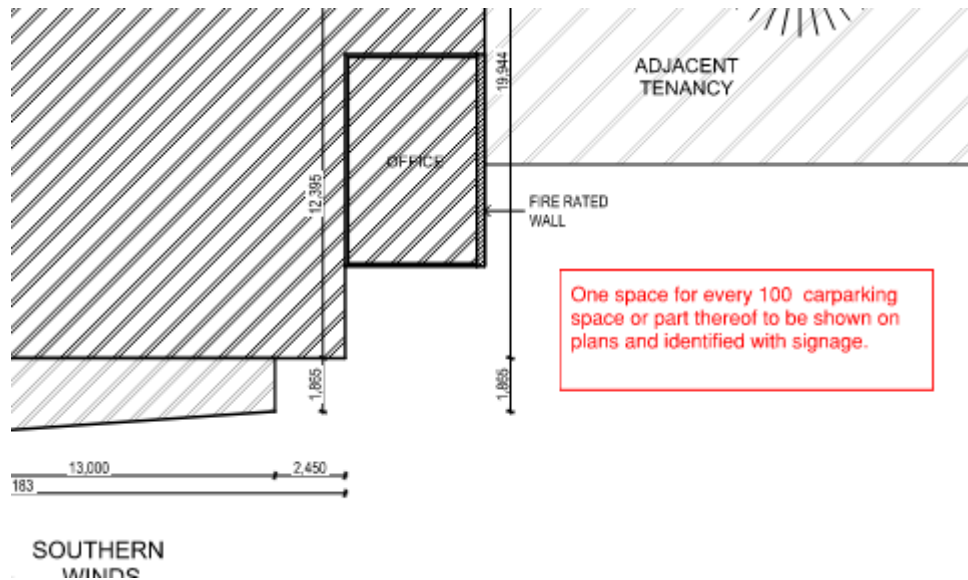 19,944
ADJACENT
TENANCY
OFFICE
12,395
FIRE RATED
WALL
One space for every 100 carparking
space or part thereof to be shown on
plans and identified with signage.
1,865
1,865
13,000
2,450
183
SOUTHERN
WINDS